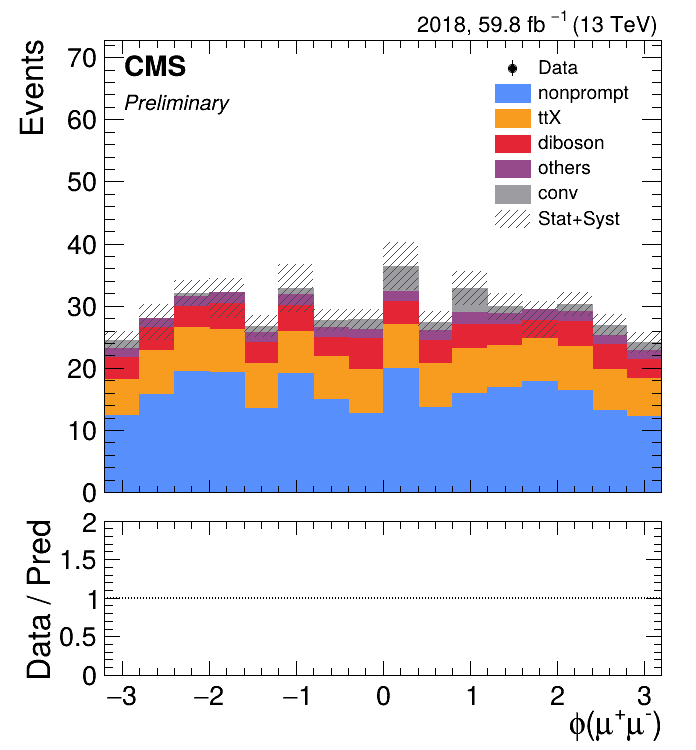 2018, 59.8 fb⁻¹ (13 TeV)
CMS
Preliminary
Events
70
60
50
40
30
20
10
0
Data
nonprompt
ttX
diboson
others
conv
Stat+Syst
Data / Pred
2
1.5
1
0.5
0
−3 −2 −1 0 1 2 3
ϕ(μ⁺μ⁻)